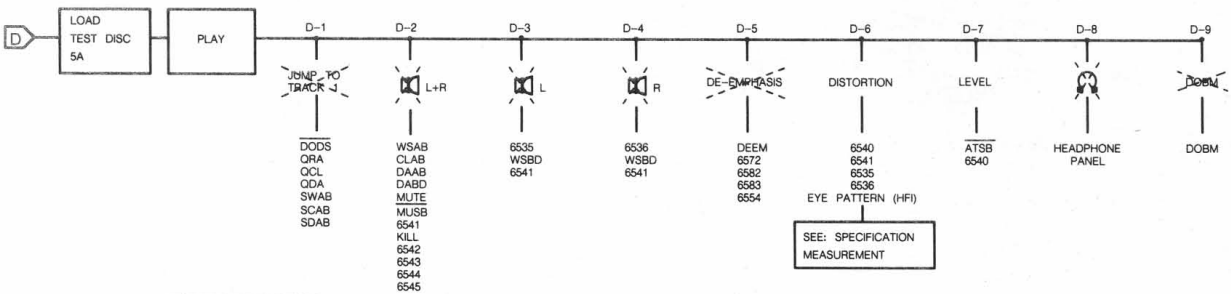 D
LOAD
TEST DISC
5A
PLAY
D-1
JUMP TO
TRACK J
DODS
QRA
QCL
QDA
SWAB
SCAB
SDAB
D-2
L+R
WSAB
CLAB
DAAB
DABD
MUTE
MUSB
6541
KILL
6542
6543
6544
6545
D-3
L
6535
WSBD
6541
D-4
R
6536
WSBD
6541
D-5
DE-EMPHASIS
DEEM
6572
6582
6583
6554
D-6
DISTORTION
6540
6541
6535
6536
EYE PATTERN (HFI)
SEE: SPECIFICATION
MEASUREMENT
D-7
LEVEL
ATSB
6540
D-8
HEADPHONE
PANEL
D-9
DOBM
DOBM